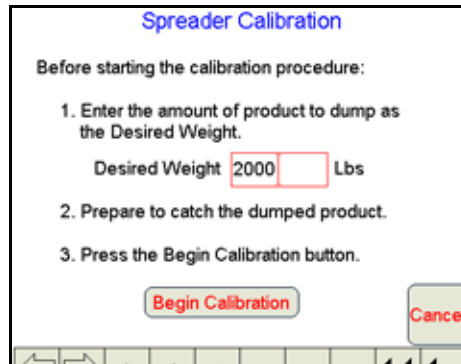 Spreader Calibration
Before starting the calibration procedure:
1. Enter the amount of product to dump as
the Desired Weight.
Desired Weight 2000 Lbs
2. Prepare to catch the dumped product.
3. Press the Begin Calibration button.
Begin Calibration
Cance